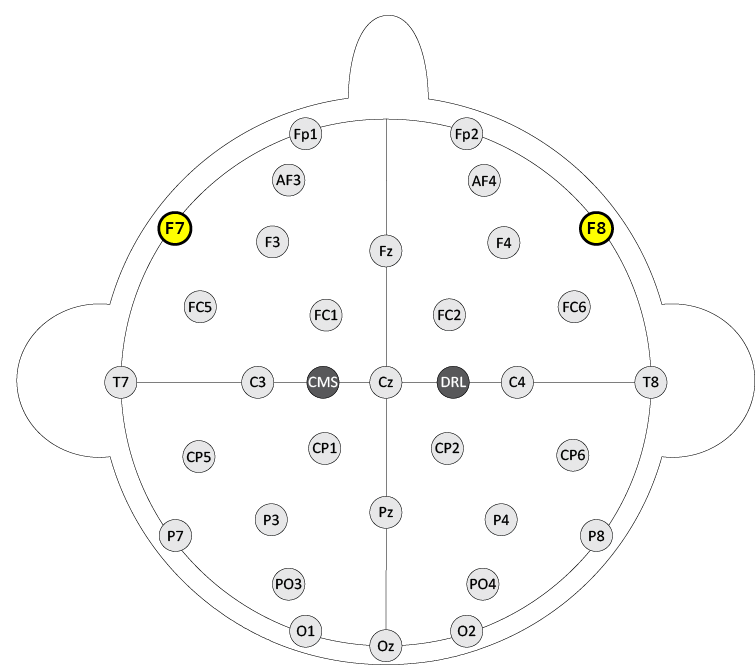 Fp1 Fp2
AF3 AF4
F7 F8
F3 Fz F4
FC5 FC1 FC2 FC6
T7 C3 CMS Cz DRL C4 T8
CP5 CP1 CP2 CP6
P7 P3 Pz P4 P8
PO3 PO4
O1 Oz O2